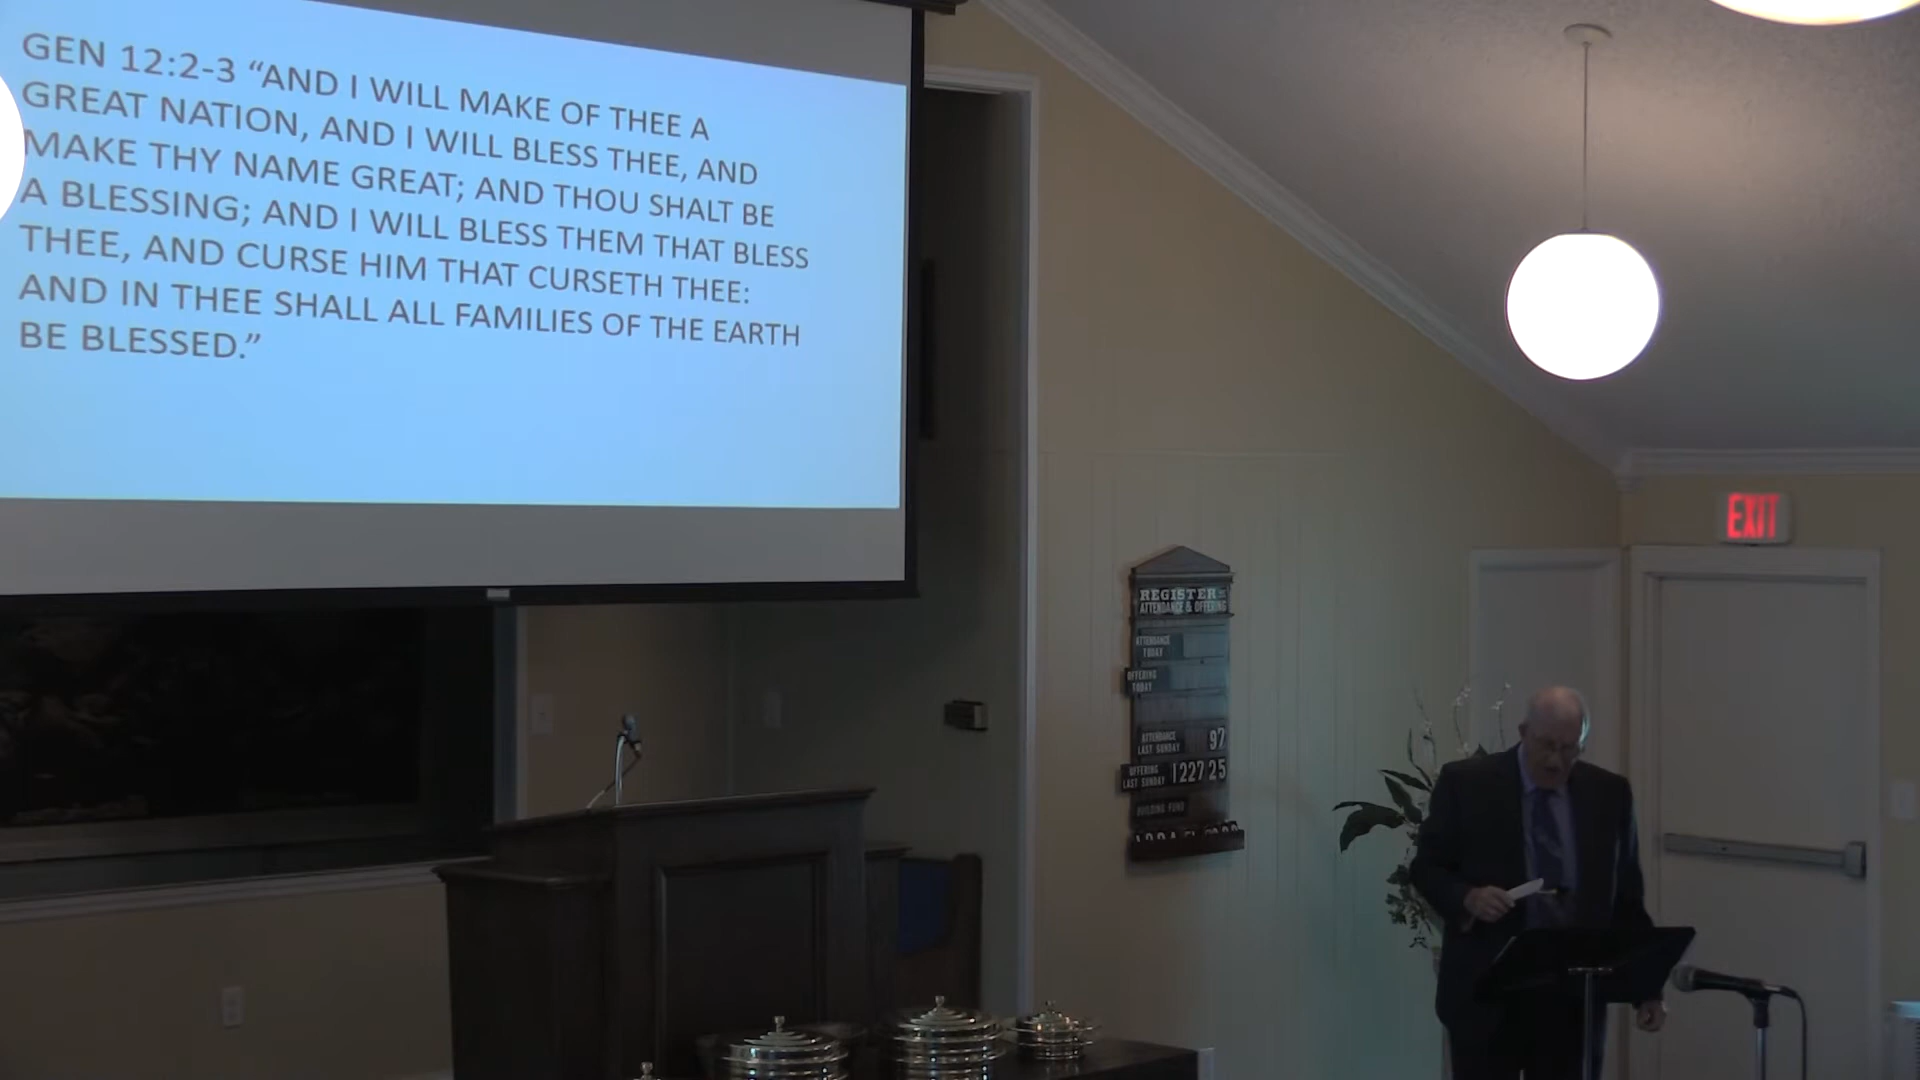 GEN 12:2-3 “AND I WILL MAKE OF THEE A
GREAT NATION, AND I WILL BLESS THEE, AND
MAKE THY NAME GREAT; AND THOU SHALT BE
A BLESSING; AND I WILL BLESS THEM THAT BLESS
THEE, AND CURSE HIM THAT CURSETH THEE:
AND IN THEE SHALL ALL FAMILIES OF THE EARTH
BE BLESSED.”
EXIT
REGISTER OF
ATTENDANCE & OFFERING
ATTENDANCE
TODAY
OFFERING
TODAY
ATTENDANCE
LAST SUNDAY 97
OFFERING
LAST SUNDAY 1227 25
BUILDING FUND